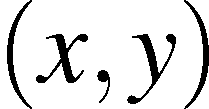 (x, y)